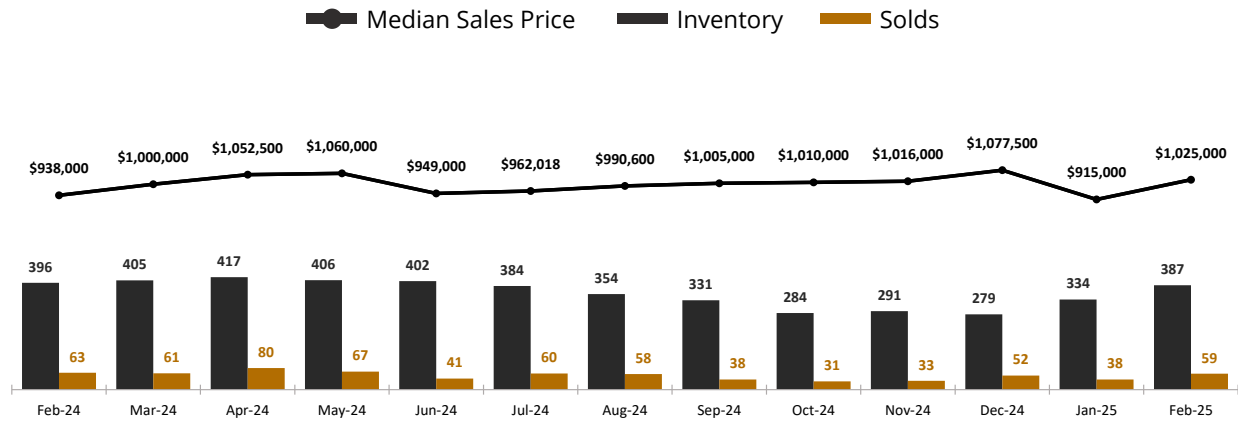 Median Sales Price Inventory Solds
$938,000 $1,000,000 $1,052,500 $1,060,000 $949,000 $962,018 $990,600 $1,005,000 $1,010,000 $1,016,000 $1,077,500 $915,000 $1,025,000
396 405 417 406 402 384 354 331 284 291 279 334 387
63 61 80 67 41 60 58 38 31 33 52 38 59
Feb-24 Mar-24 Apr-24 May-24 Jun-24 Jul-24 Aug-24 Sep-24 Oct-24 Nov-24 Dec-24 Jan-25 Feb-25